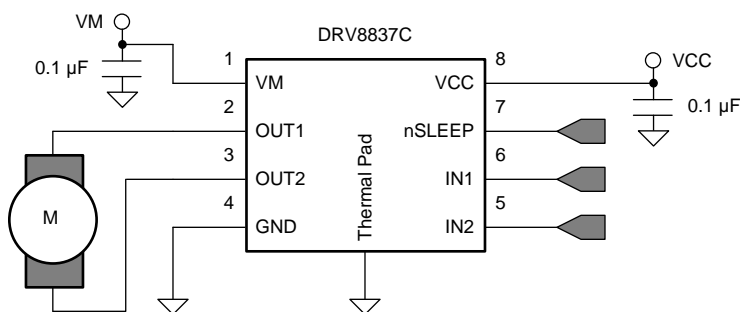 DRV8837C
VM
0.1 µF
VCC
0.1 µF
1
VM
2
OUT1
3
OUT2
4
GND
Thermal Pad
8
VCC
7
nSLEEP
6
IN1
5
IN2
M